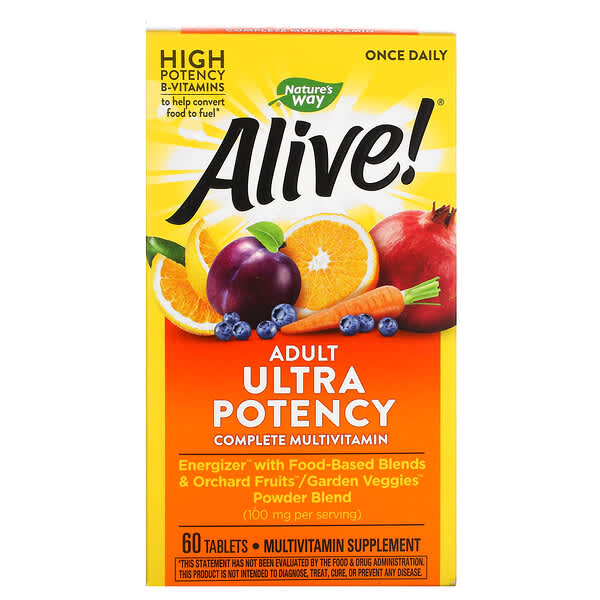 COMPLETE MULTIVITAMIN
HIGH
POTENCY
B-VITAMINS
to help convert
food to fuel*
ONCE DAILY
Nature's
Way
Alive!®
ADULT
ULTRA
POTENCY
COMPLETE MULTIVITAMIN
Energizer™ with Food-Based Blends
& Orchard Fruits™/Garden Veggies™
Powder Blend
(100 mg per serving)
60 TABLETS • MULTIVITAMIN SUPPLEMENT
*THIS STATEMENT HAS NOT BEEN EVALUATED BY THE FOOD & DRUG ADMINISTRATION.
THIS PRODUCT IS NOT INTENDED TO DIAGNOSE, TREAT, CURE, OR PREVENT ANY DISEASE.